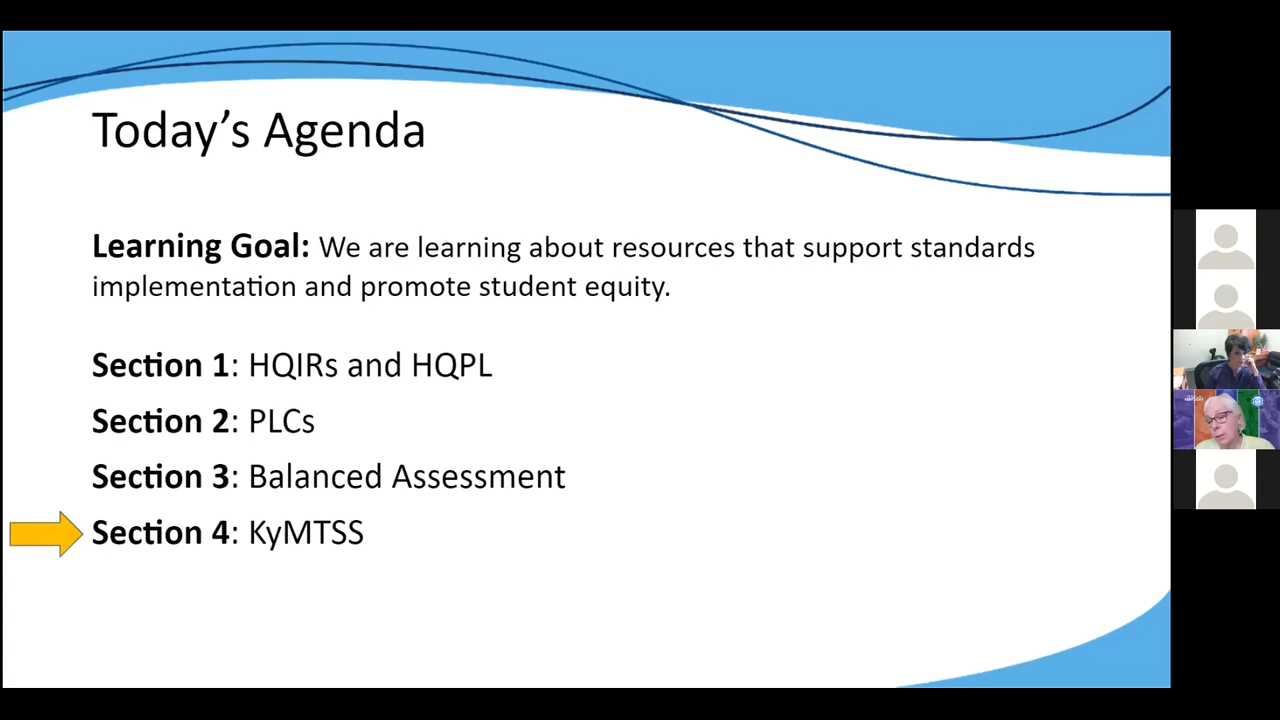 Today's Agenda
Learning Goal: We are learning about resources that support standards
implementation and promote student equity.
Section 1: HQIRs and HQPL
Section 2: PLCs
Section 3: Balanced Assessment
Section 4: KyMTSS